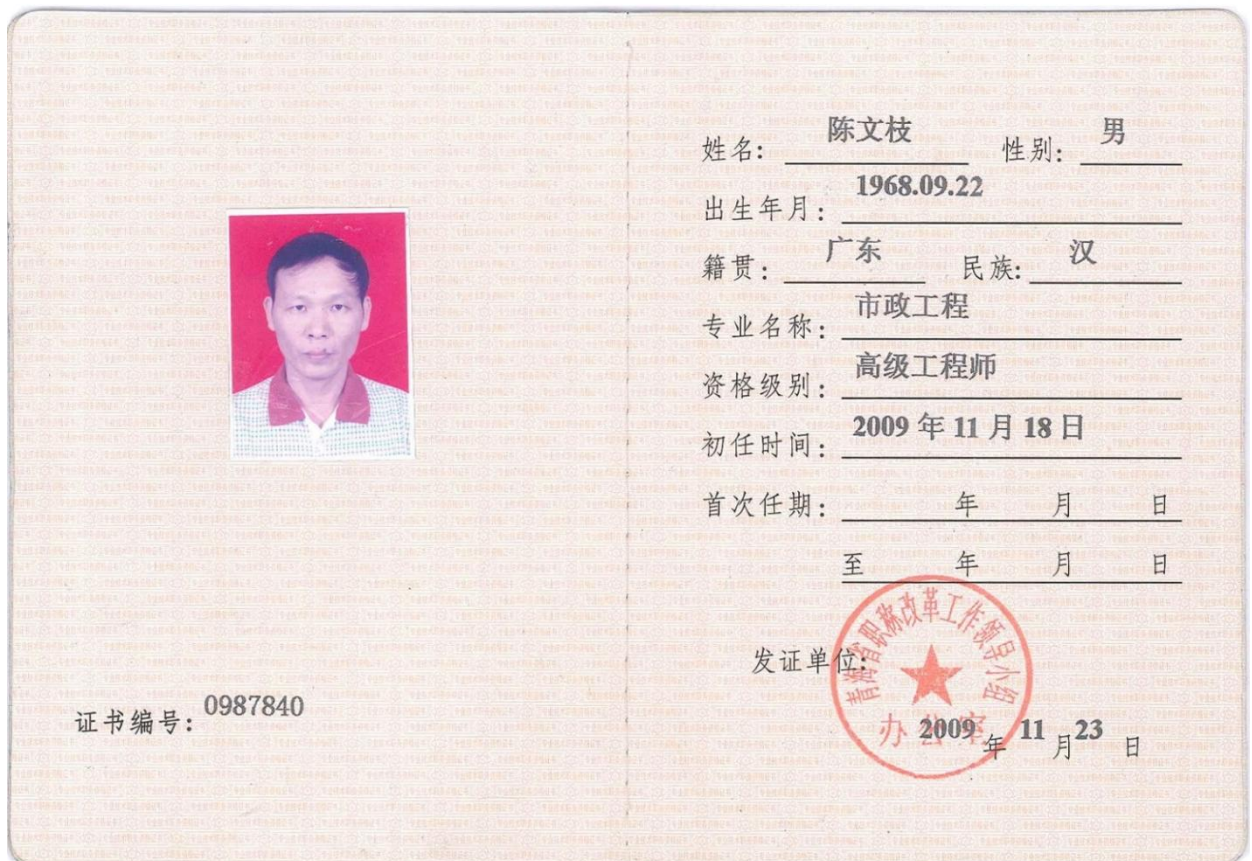 证书编号: 0987840
姓名: 陈文枝 性别: 男
出生年月: 1968.09.22
籍贯: 广东 民族: 汉
专业名称: 市政工程
资格级别: 高级工程师
初任时间: 2009 年 11 月 18 日
首次任期: 年 月 日
至 年 月 日
发证单位:
青海省职称改革工作领导小组
办公室
2009 年 11 月 23 日